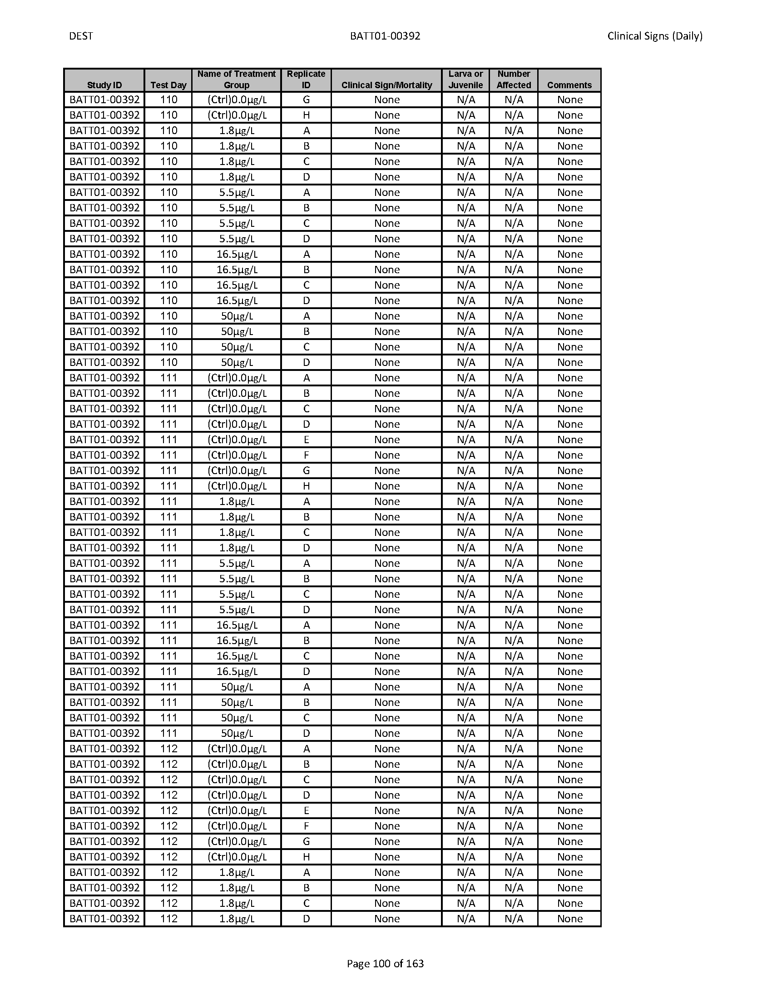 DEST BATT01-00392 Clinical Signs (Daily)
Study ID Test Day Name of Treatment Group Replicate ID Clinical Sign/Mortality Larva or Juvenile Number Affected Comments
BATT01-00392 110 (Ctrl)0.0µg/L G None N/A N/A None
BATT01-00392 110 (Ctrl)0.0µg/L H None N/A N/A None
BATT01-00392 110 1.8µg/L A None N/A N/A None
BATT01-00392 110 1.8µg/L B None N/A N/A None
BATT01-00392 110 1.8µg/L C None N/A N/A None
BATT01-00392 110 1.8µg/L D None N/A N/A None
BATT01-00392 110 5.5µg/L A None N/A N/A None
BATT01-00392 110 5.5µg/L B None N/A N/A None
BATT01-00392 110 5.5µg/L C None N/A N/A None
BATT01-00392 110 5.5µg/L D None N/A N/A None
BATT01-00392 110 16.5µg/L A None N/A N/A None
BATT01-00392 110 16.5µg/L B None N/A N/A None
BATT01-00392 110 16.5µg/L C None N/A N/A None
BATT01-00392 110 16.5µg/L D None N/A N/A None
BATT01-00392 110 50µg/L A None N/A N/A None
BATT01-00392 110 50µg/L B None N/A N/A None
BATT01-00392 110 50µg/L C None N/A N/A None
BATT01-00392 110 50µg/L D None N/A N/A None
BATT01-00392 111 (Ctrl)0.0µg/L A None N/A N/A None
BATT01-00392 111 (Ctrl)0.0µg/L B None N/A N/A None
BATT01-00392 111 (Ctrl)0.0µg/L C None N/A N/A None
BATT01-00392 111 (Ctrl)0.0µg/L D None N/A N/A None
BATT01-00392 111 (Ctrl)0.0µg/L E None N/A N/A None
BATT01-00392 111 (Ctrl)0.0µg/L F None N/A N/A None
BATT01-00392 111 (Ctrl)0.0µg/L G None N/A N/A None
BATT01-00392 111 (Ctrl)0.0µg/L H None N/A N/A None
BATT01-00392 111 1.8µg/L A None N/A N/A None
BATT01-00392 111 1.8µg/L B None N/A N/A None
BATT01-00392 111 1.8µg/L C None N/A N/A None
BATT01-00392 111 1.8µg/L D None N/A N/A None
BATT01-00392 111 5.5µg/L A None N/A N/A None
BATT01-00392 111 5.5µg/L B None N/A N/A None
BATT01-00392 111 5.5µg/L C None N/A N/A None
BATT01-00392 111 5.5µg/L D None N/A N/A None
BATT01-00392 111 16.5µg/L A None N/A N/A None
BATT01-00392 111 16.5µg/L B None N/A N/A None
BATT01-00392 111 16.5µg/L C None N/A N/A None
BATT01-00392 111 16.5µg/L D None N/A N/A None
BATT01-00392 111 50µg/L A None N/A N/A None
BATT01-00392 111 50µg/L B None N/A N/A None
BATT01-00392 111 50µg/L C None N/A N/A None
BATT01-00392 111 50µg/L D None N/A N/A None
BATT01-00392 112 (Ctrl)0.0µg/L A None N/A N/A None
BATT01-00392 112 (Ctrl)0.0µg/L B None N/A N/A None
BATT01-00392 112 (Ctrl)0.0µg/L C None N/A N/A None
BATT01-00392 112 (Ctrl)0.0µg/L D None N/A N/A None
BATT01-00392 112 (Ctrl)0.0µg/L E None N/A N/A None
BATT01-00392 112 (Ctrl)0.0µg/L F None N/A N/A None
BATT01-00392 112 (Ctrl)0.0µg/L G None N/A N/A None
BATT01-00392 112 (Ctrl)0.0µg/L H None N/A N/A None
BATT01-00392 112 1.8µg/L A None N/A N/A None
BATT01-00392 112 1.8µg/L B None N/A N/A None
BATT01-00392 112 1.8µg/L C None N/A N/A None
BATT01-00392 112 1.8µg/L D None N/A N/A None
Page 100 of 163